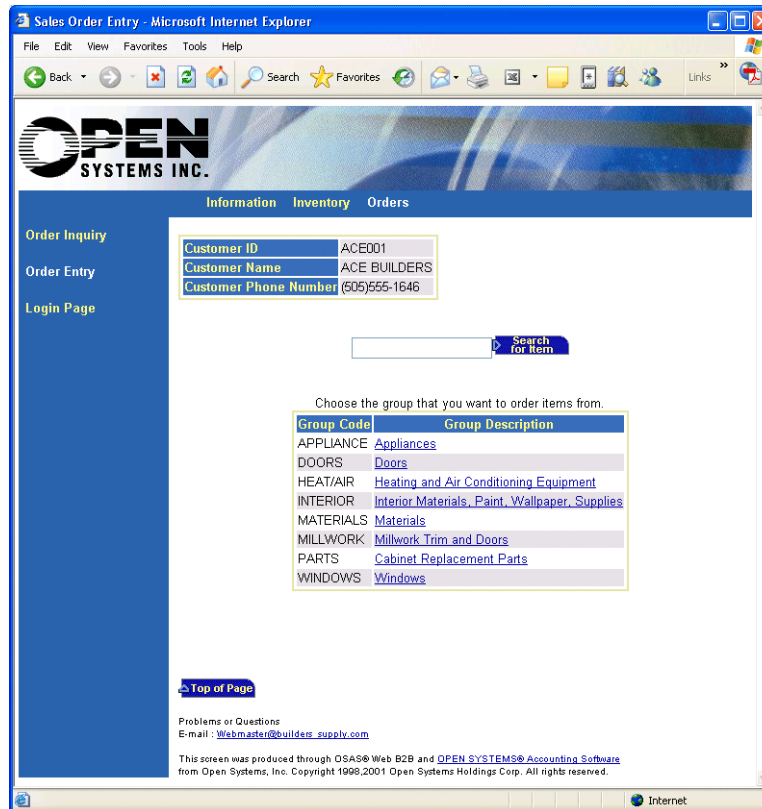 Sales Order Entry - Microsoft Internet Explorer
File Edit View Favorites Tools Help
Back Search Favorites Links »
OPEN
SYSTEMS INC.
Information Inventory Orders
Order Inquiry
Order Entry
Login Page
Customer ID ACE001
Customer Name ACE BUILDERS
Customer Phone Number (505)555-1646
Search
for Item
Choose the group that you want to order items from.
Group Code Group Description
APPLIANCE Appliances
DOORS Doors
HEAT/AIR Heating and Air Conditioning Equipment
INTERIOR Interior Materials, Paint, Wallpaper, Supplies
MATERIALS Materials
MILLWORK Millwork Trim and Doors
PARTS Cabinet Replacement Parts
WINDOWS Windows
Top of Page
Problems or Questions
E-mail : Webmaster@builders_supply.com
This screen was produced through OSAS® Web B2B and OPEN SYSTEMS® Accounting Software
from Open Systems, Inc. Copyright 1998,2001 Open Systems Holdings Corp. All rights reserved.
Internet